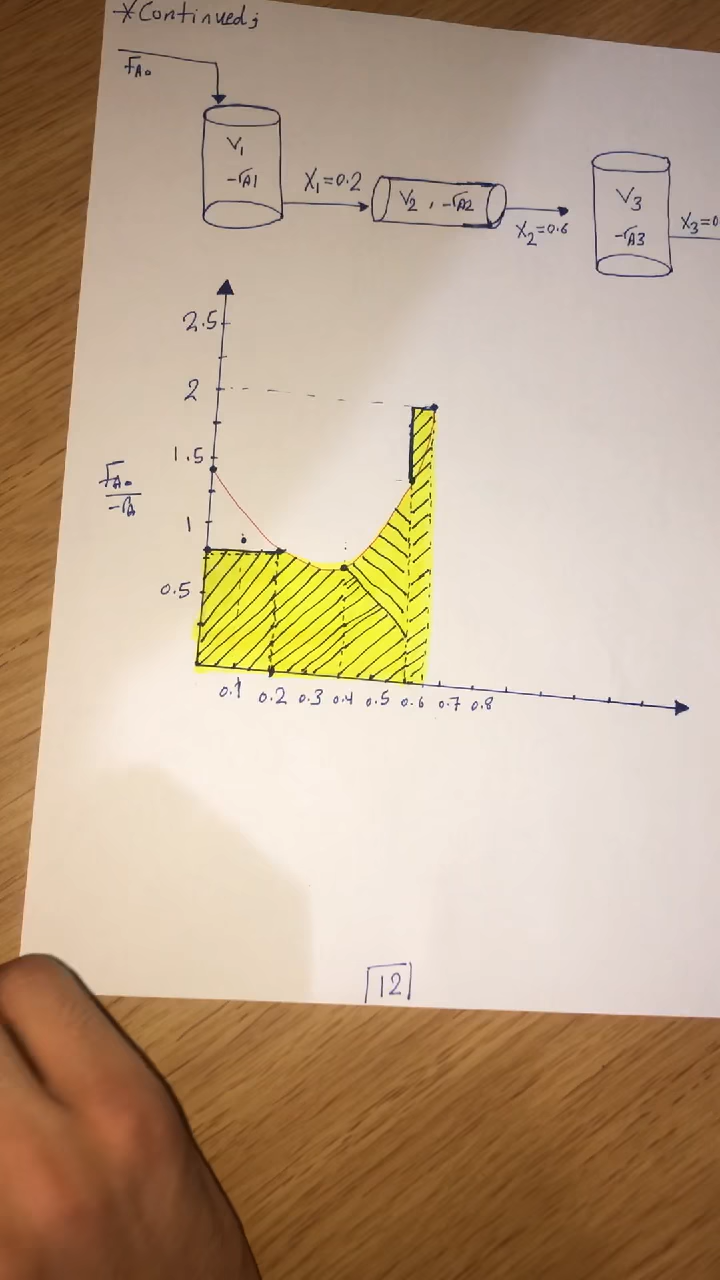 *Continued;
FA₀
V₁
-rA1
X₁=0.2
V₂ , -rA2
X₂=0.6
V₃
-rA3
X₃=0
2.5
2
1.5
FA₀
-rA
1
0.5
0.1 0.2 0.3 0.4 0.5 0.6 0.7 0.8
12